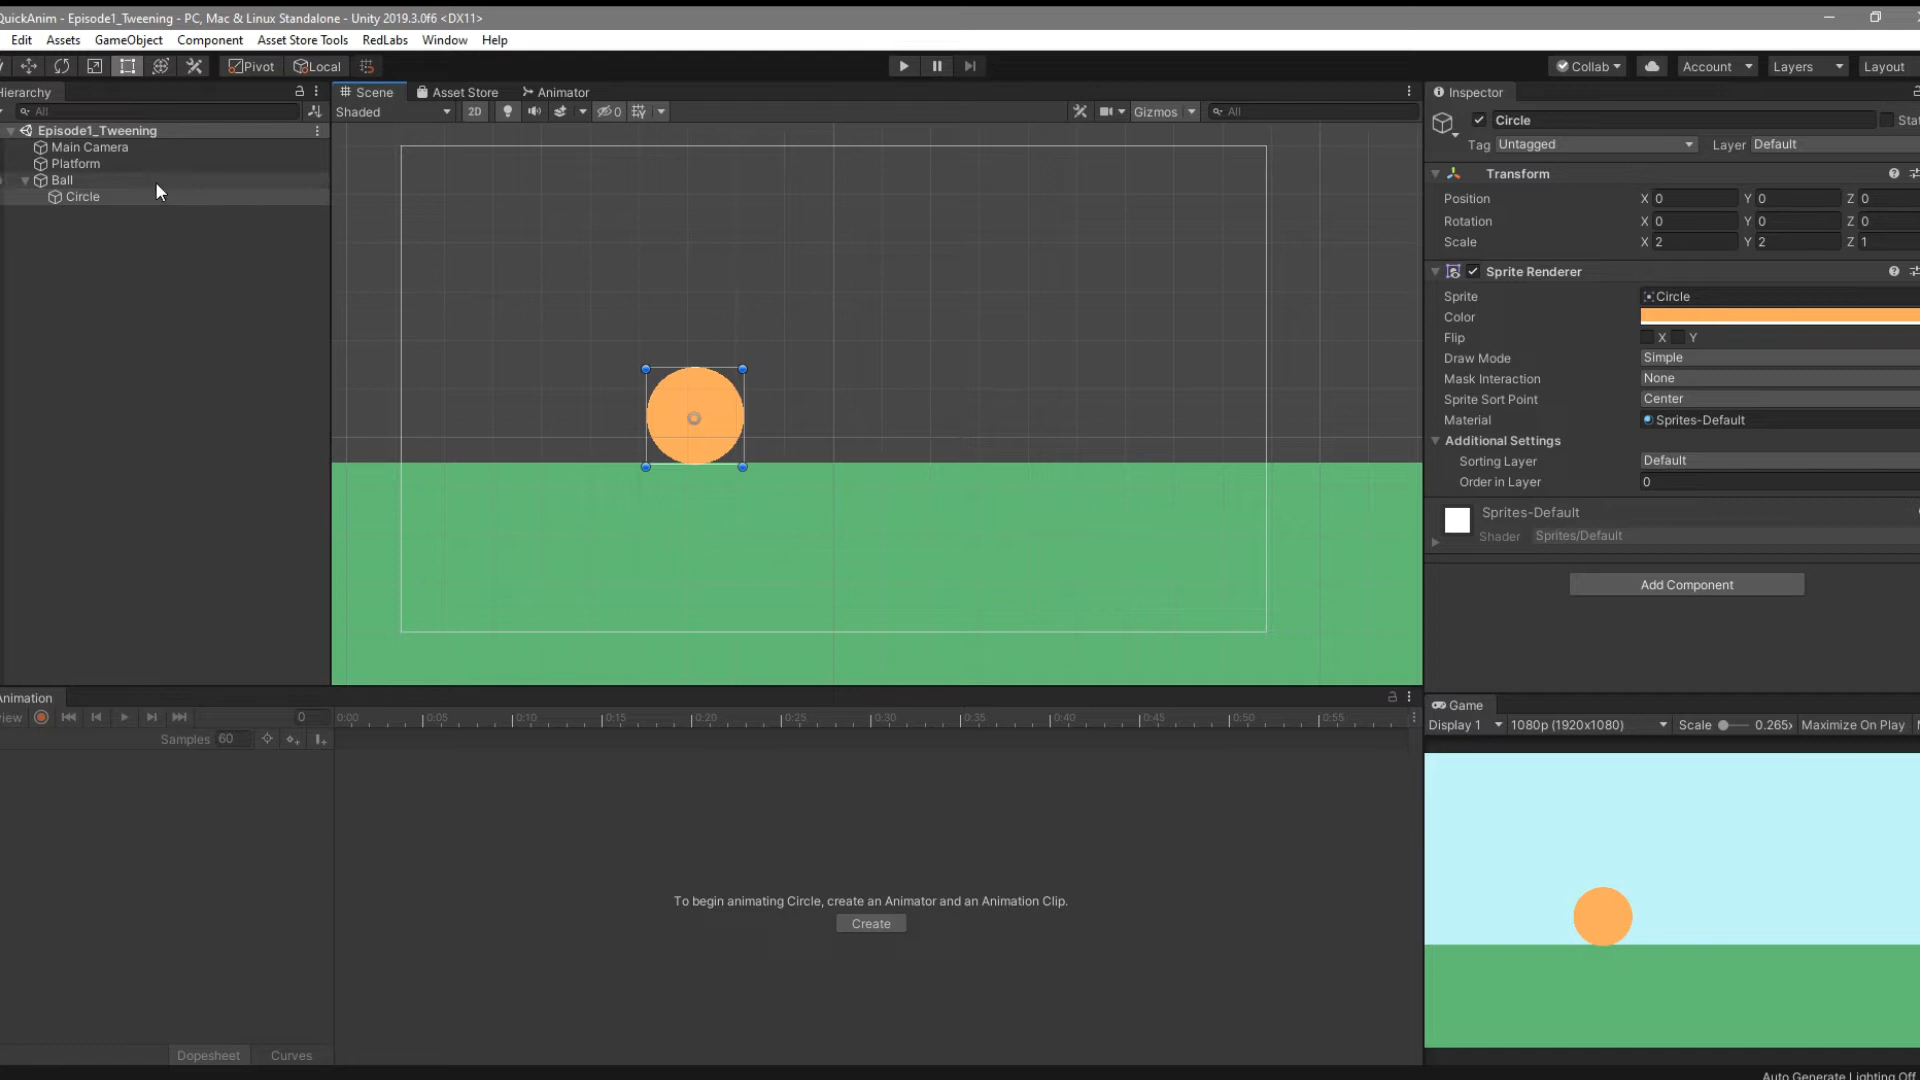 QuickAnim - Episode1_Tweening - PC, Mac & Linux Standalone - Unity 2019.3.0f6 <DX11>
Edit Assets GameObject Component Asset Store Tools RedLabs Window Help
Pivot Local Collab Account Layers Layout
Hierarchy Scene Asset Store Animator Inspector
All Shaded 2D 0 Gizmos All
Circle Stat
Episode1_Tweening
Main Camera
Platform
Ball
Circle
Tag Untagged Layer Default
Transform
Position X 0 Y 0 Z 0
Rotation X 0 Y 0 Z 0
Scale X 2 Y 2 Z 1
Sprite Renderer
Sprite Circle
Color
Flip X Y
Draw Mode Simple
Mask Interaction None
Sprite Sort Point Center
Material Sprites-Default
Additional Settings
Sorting Layer Default
Order in Layer 0
Sprites-Default
Shader Sprites/Default
Add Component
Animation
view 0 0:00 0:05 0:10 0:15 0:20 0:25 0:30 0:35 0:40 0:45 0:50 0:55
Samples 60
To begin animating Circle, create an Animator and an Animation Clip.
Create
Dopesheet Curves
Game
Display 1 1080p (1920x1080) Scale 0.265x Maximize On Play
Auto Generate Lighting Off